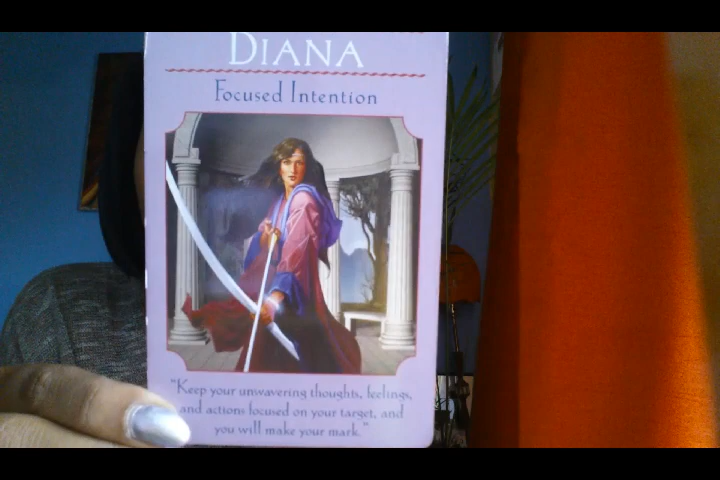 DIANA
Focused Intention
"Keep your unwavering thoughts, feelings,
and actions focused on your target, and
you will make your mark."